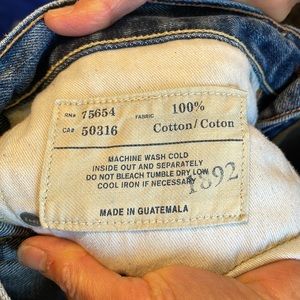 RN# 75654 FABRIC 100%
CA# 50316 Cotton/Coton
MACHINE WASH COLD
INSIDE OUT AND SEPARATELY
DO NOT BLEACH TUMBLE DRY LOW
COOL IRON IF NECESSARY
1892
MADE IN GUATEMALA